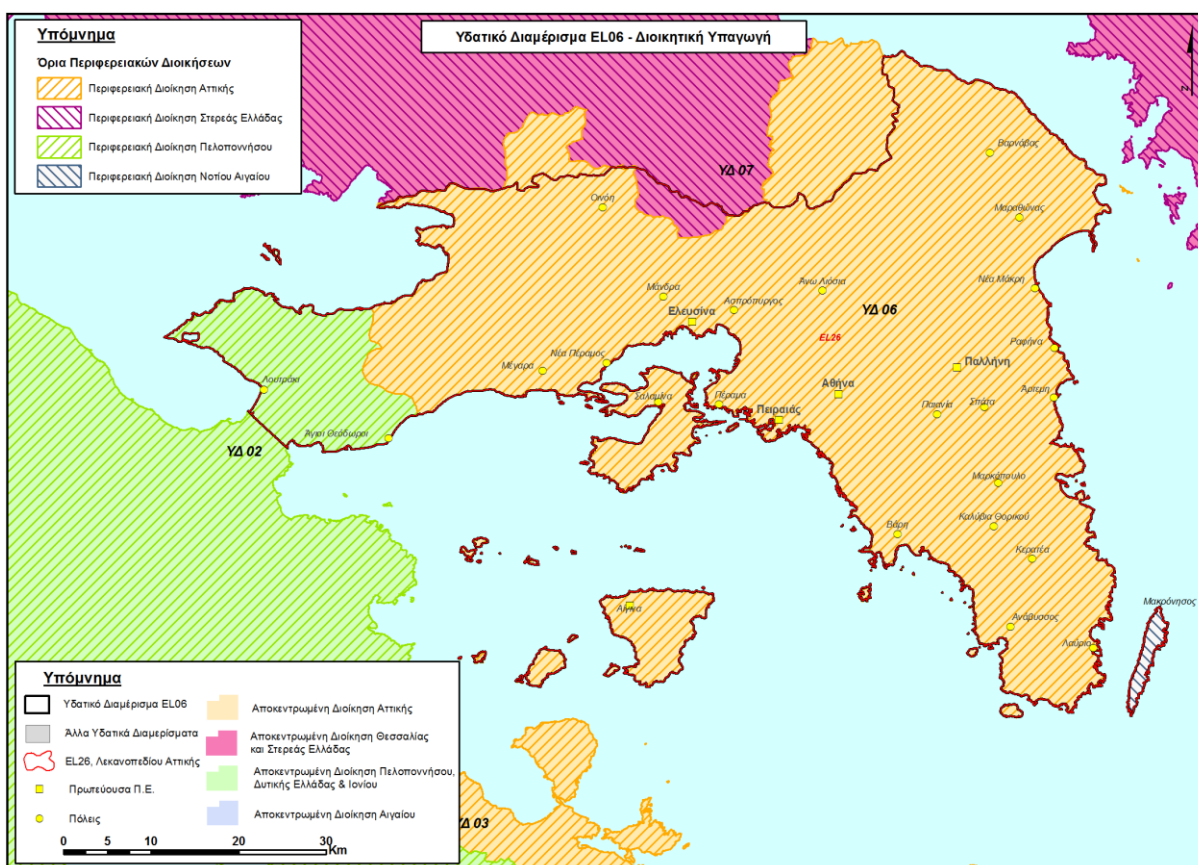 Υπόμνημα
Όρια Περιφερειακών Διοικήσεων
Περιφερειακή Διοίκηση Αττικής
Περιφερειακή Διοίκηση Στερεάς Ελλάδας
Περιφερειακή Διοίκηση Πελοποννήσου
Περιφερειακή Διοίκηση Νοτίου Αιγαίου
Υδατικό Διαμέρισμα EL06 - Διοικητική Υπαγωγή
Z
Βαρνάβας
ΥΔ 07
Οινόη
Μαραθώνας
Άνω Λιόσια
Νέα Μάκρη
Μάνδρα
Ασπρόπυργος
Ελευσίνα
ΥΔ 06
EL26
Ραφήνα
Νέα Πέραμος
Μέγαρα
Παλλήνη
Λουτράκι
Σαλαμίνα
Πέραμα
Αθήνα
Άρτεμη
Σπάτα
Παιανία
Πειραιάς
Άγιοι Θεόδωροι
ΥΔ 02
Μαρκόπουλο
Βάρη
Καλύβια Θορικού
Κερατέα
Αίγινα
Μακρόνησος
Ανάβυσσος
Λαύριο
Υπόμνημα
Υδατικό Διαμέρισμα EL06
Άλλα Υδατικά Διαμερίσματα
EL26, Λεκανοπεδίου Αττικής
Πρωτεύουσα Π.Ε.
Πόλεις
Αποκεντρωμένη Διοίκηση Αττικής
Αποκεντρωμένη Διοίκηση Θεσσαλίας
και Στερεάς Ελλάδας
Αποκεντρωμένη Διοίκηση Πελοποννήσου,
Δυτικής Ελλάδας & Ιονίου
Αποκεντρωμένη Διοίκηση Αιγαίου
0 5 10 20 30
Km
ΥΔ 03